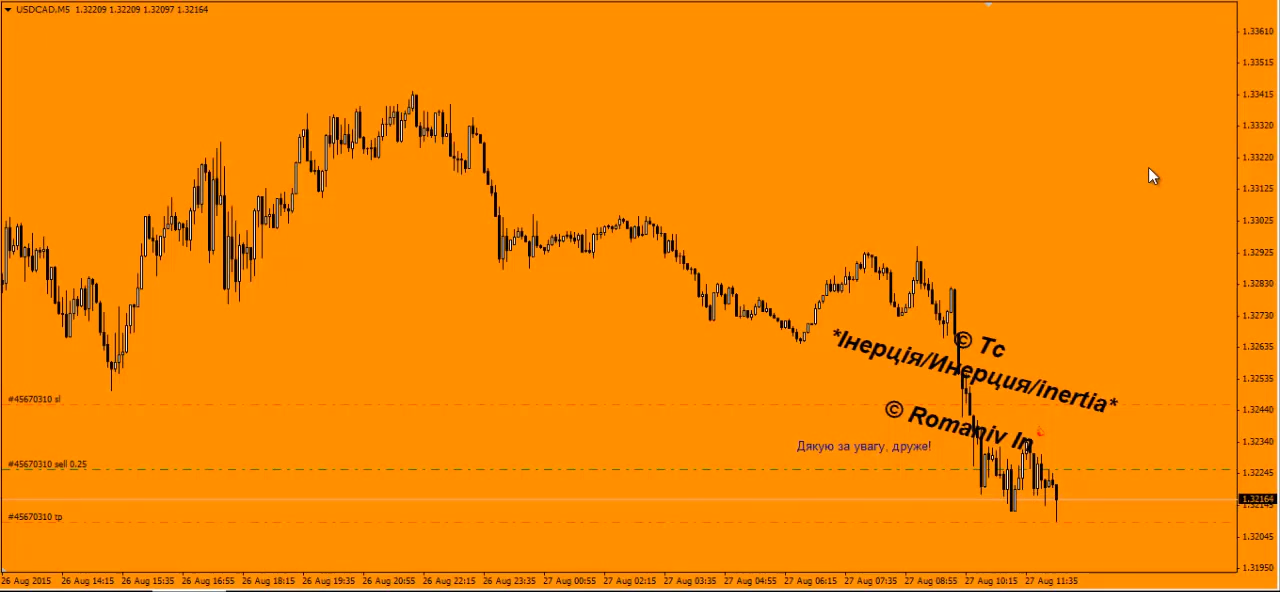 USDCAD.M5 1.32209 1.32209 1.32097 1.32164
1.33610
1.33515
1.33415
1.33320
1.33220
1.33125
1.33025
1.32925
1.32830
1.32730
1.32635
1.32535
1.32440
1.32340
1.32245
1.32164
1.32145
1.32045
1.31950
© Тс
*Інерція/Инерция/inertia*
© Romaniv In
Дякую за увагу, друже!
#45670310 sl
#45670310 sell 0.25
#45670310 tp
26 Aug 2015 26 Aug 14:15 26 Aug 15:35 26 Aug 16:55 26 Aug 18:15 26 Aug 19:35 26 Aug 20:55 26 Aug 22:15 26 Aug 23:35 27 Aug 00:55 27 Aug 02:15 27 Aug 03:35 27 Aug 04:55 27 Aug 06:15 27 Aug 07:35 27 Aug 08:55 27 Aug 10:15 27 Aug 11:35